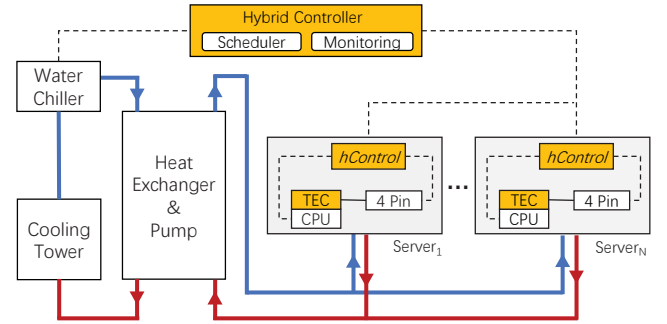 Hybrid Controller
Scheduler
Monitoring
Water
Chiller
Heat
Exchanger
&
Pump
Cooling
Tower
hControl
TEC
CPU
4 Pin
Server1
...
hControl
TEC
CPU
4 Pin
ServerN